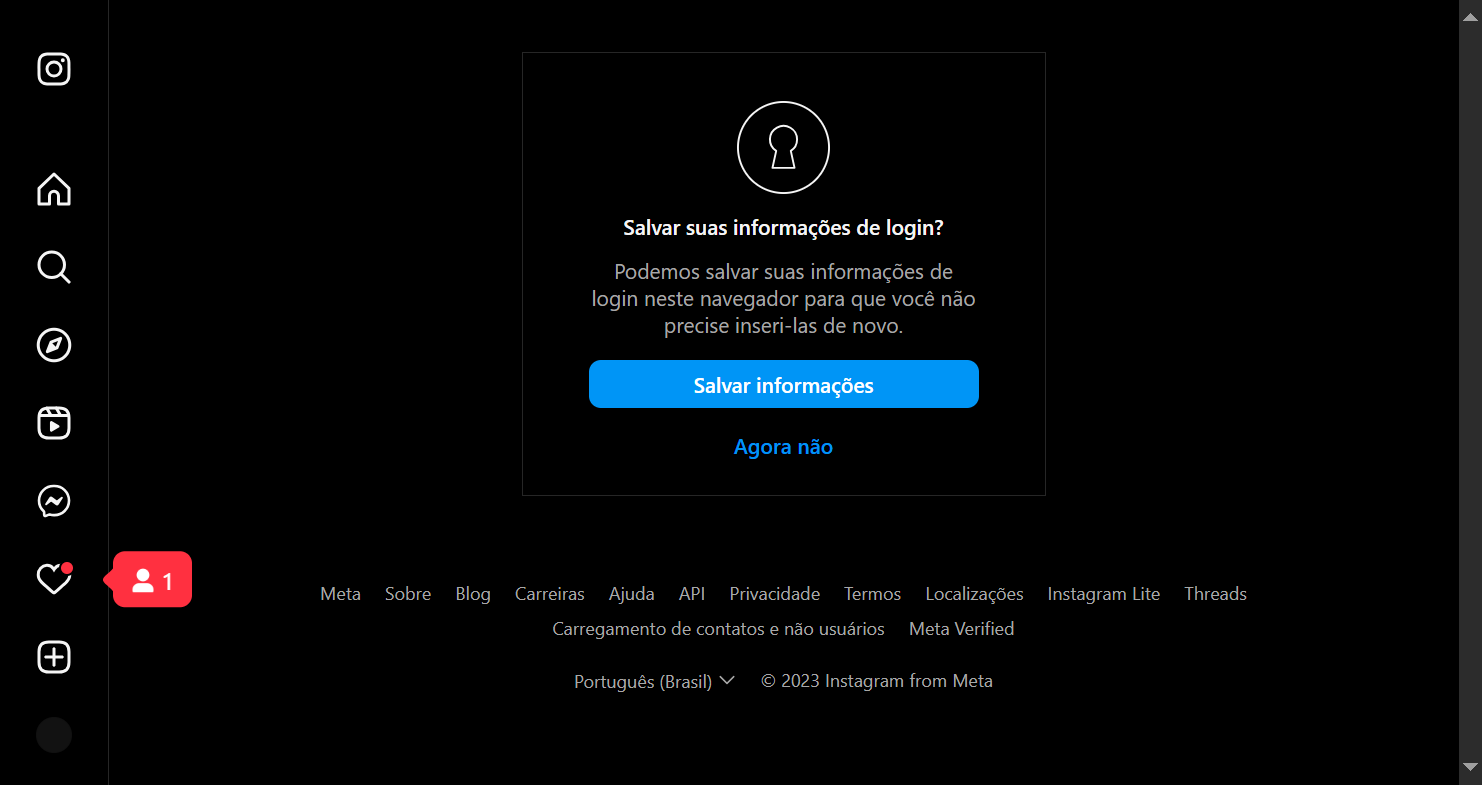 Salvar suas informações de login?
Podemos salvar suas informações de
login neste navegador para que você não
precise inseri-las de novo.
Salvar informações
Agora não
1
Meta Sobre Blog Carreiras Ajuda API Privacidade Termos Localizações Instagram Lite Threads
Carregamento de contatos e não usuários Meta Verified
Português (Brasil) © 2023 Instagram from Meta